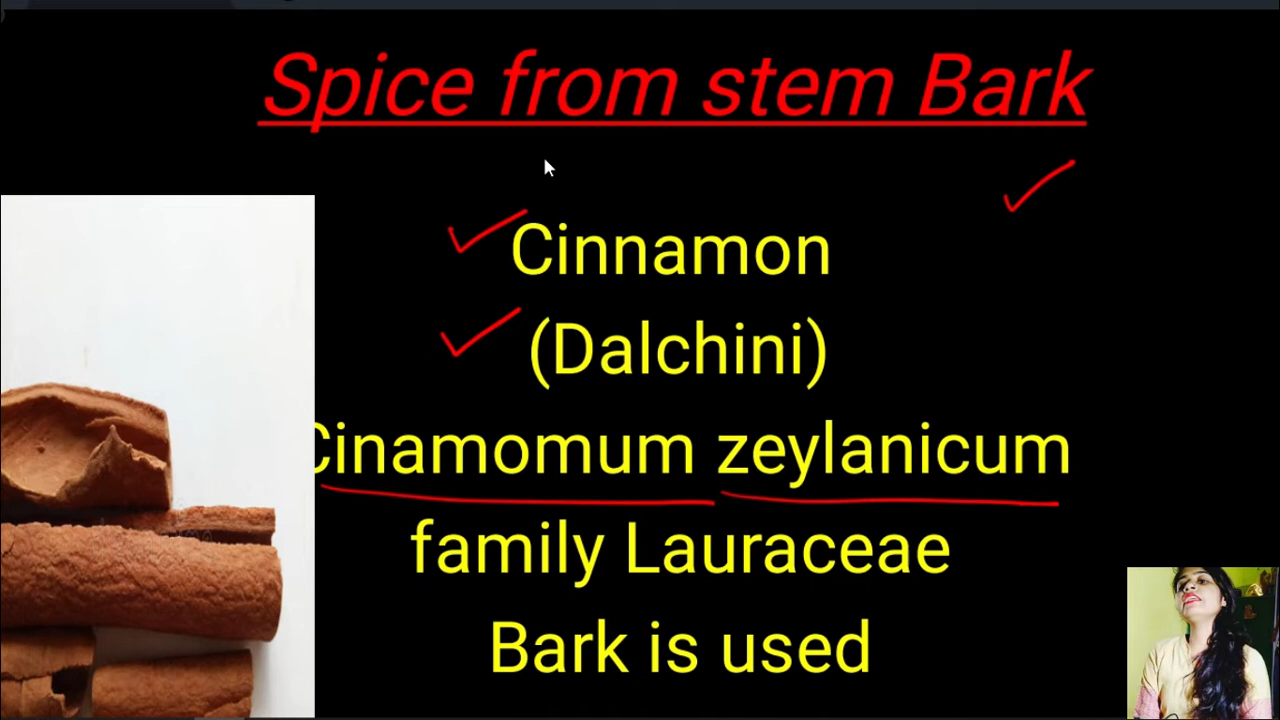 Spice from stem Bark
Cinnamon
(Dalchini)
Cinamomum zeylanicum
family Lauraceae
Bark is used